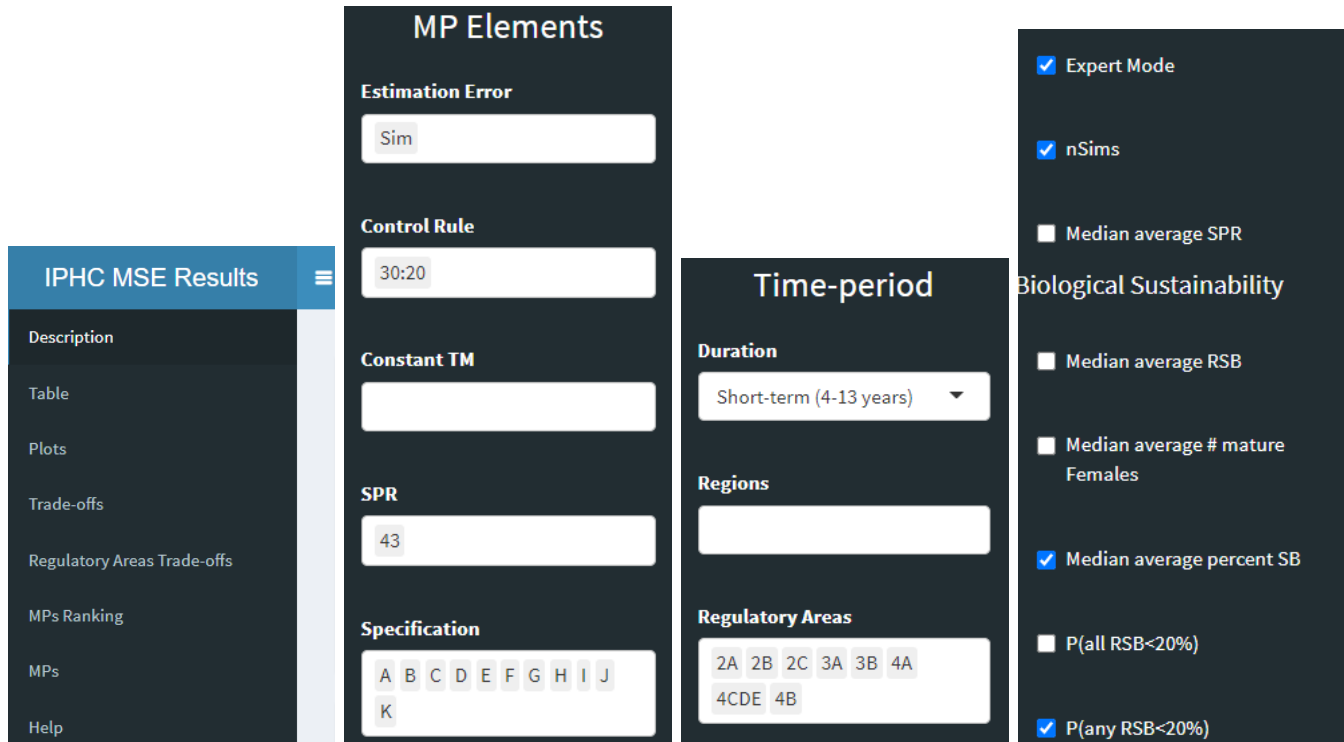 IPHC MSE Results
Description
Table
Plots
Trade-offs
Regulatory Areas Trade-offs
MPs Ranking
MPs
Help
MP Elements
Estimation Error
Sim
Control Rule
30:20
Constant TM
SPR
43
Specification
A B C D E F G H I J
K
Time-period
Duration
Short-term (4-13 years)
Regions
Regulatory Areas
2A 2B 2C 3A 3B 4A
4CDE 4B
Expert Mode
nSims
Median average SPR
Biological Sustainability
Median average RSB
Median average # mature
Females
Median average percent SB
P(all RSB<20%)
P(any RSB<20%)